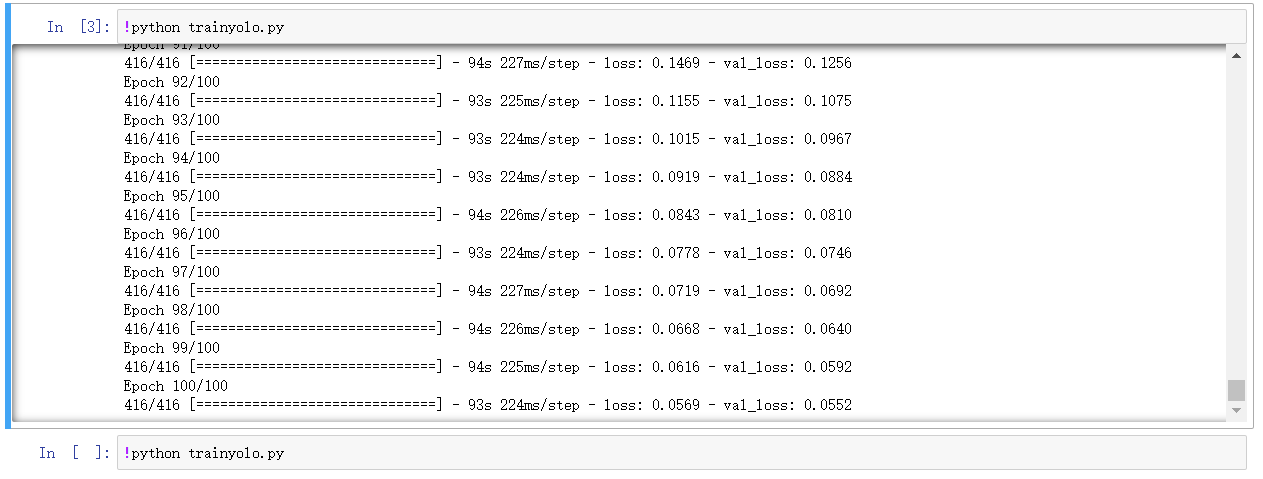 In [3]: !python trainyolo.py
Epoch 91/100
416/416 [==============================] - 94s 227ms/step - loss: 0.1469 - val_loss: 0.1256
Epoch 92/100
416/416 [==============================] - 93s 225ms/step - loss: 0.1155 - val_loss: 0.1075
Epoch 93/100
416/416 [==============================] - 93s 224ms/step - loss: 0.1015 - val_loss: 0.0967
Epoch 94/100
416/416 [==============================] - 93s 224ms/step - loss: 0.0919 - val_loss: 0.0884
Epoch 95/100
416/416 [==============================] - 94s 226ms/step - loss: 0.0843 - val_loss: 0.0810
Epoch 96/100
416/416 [==============================] - 93s 224ms/step - loss: 0.0778 - val_loss: 0.0746
Epoch 97/100
416/416 [==============================] - 94s 227ms/step - loss: 0.0719 - val_loss: 0.0692
Epoch 98/100
416/416 [==============================] - 94s 226ms/step - loss: 0.0668 - val_loss: 0.0640
Epoch 99/100
416/416 [==============================] - 94s 225ms/step - loss: 0.0616 - val_loss: 0.0592
Epoch 100/100
416/416 [==============================] - 93s 224ms/step - loss: 0.0569 - val_loss: 0.0552
In [ ]: !python trainyolo.py